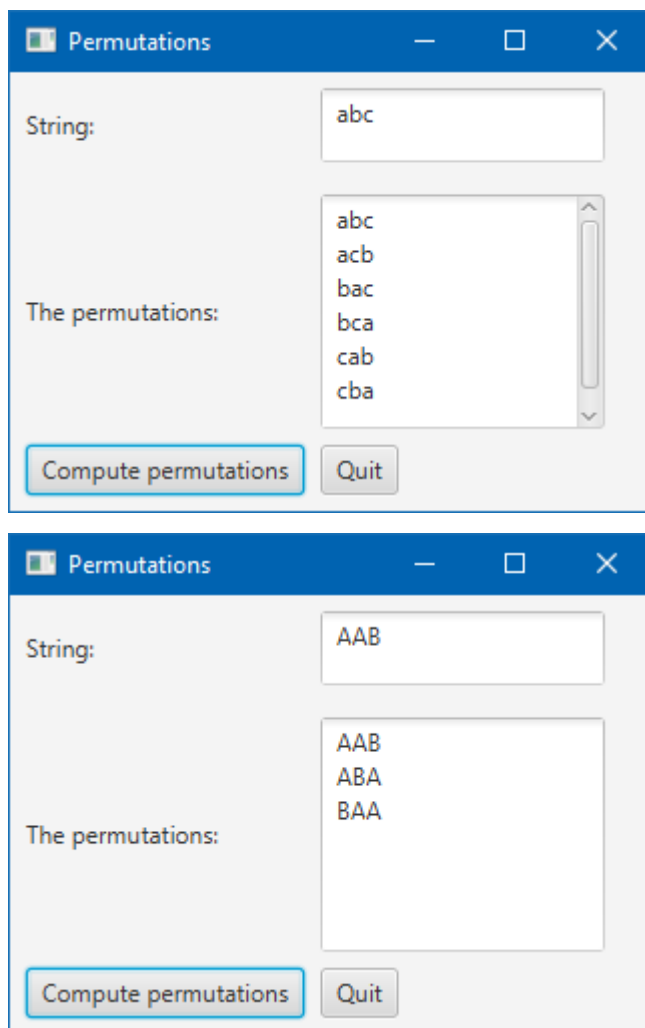 Permutations
String:
abc
abc
acb
bac
bca
cab
cba
The permutations:
Compute permutations Quit
Permutations
String:
AAB
AAB
ABA
BAA
The permutations:
Compute permutations Quit